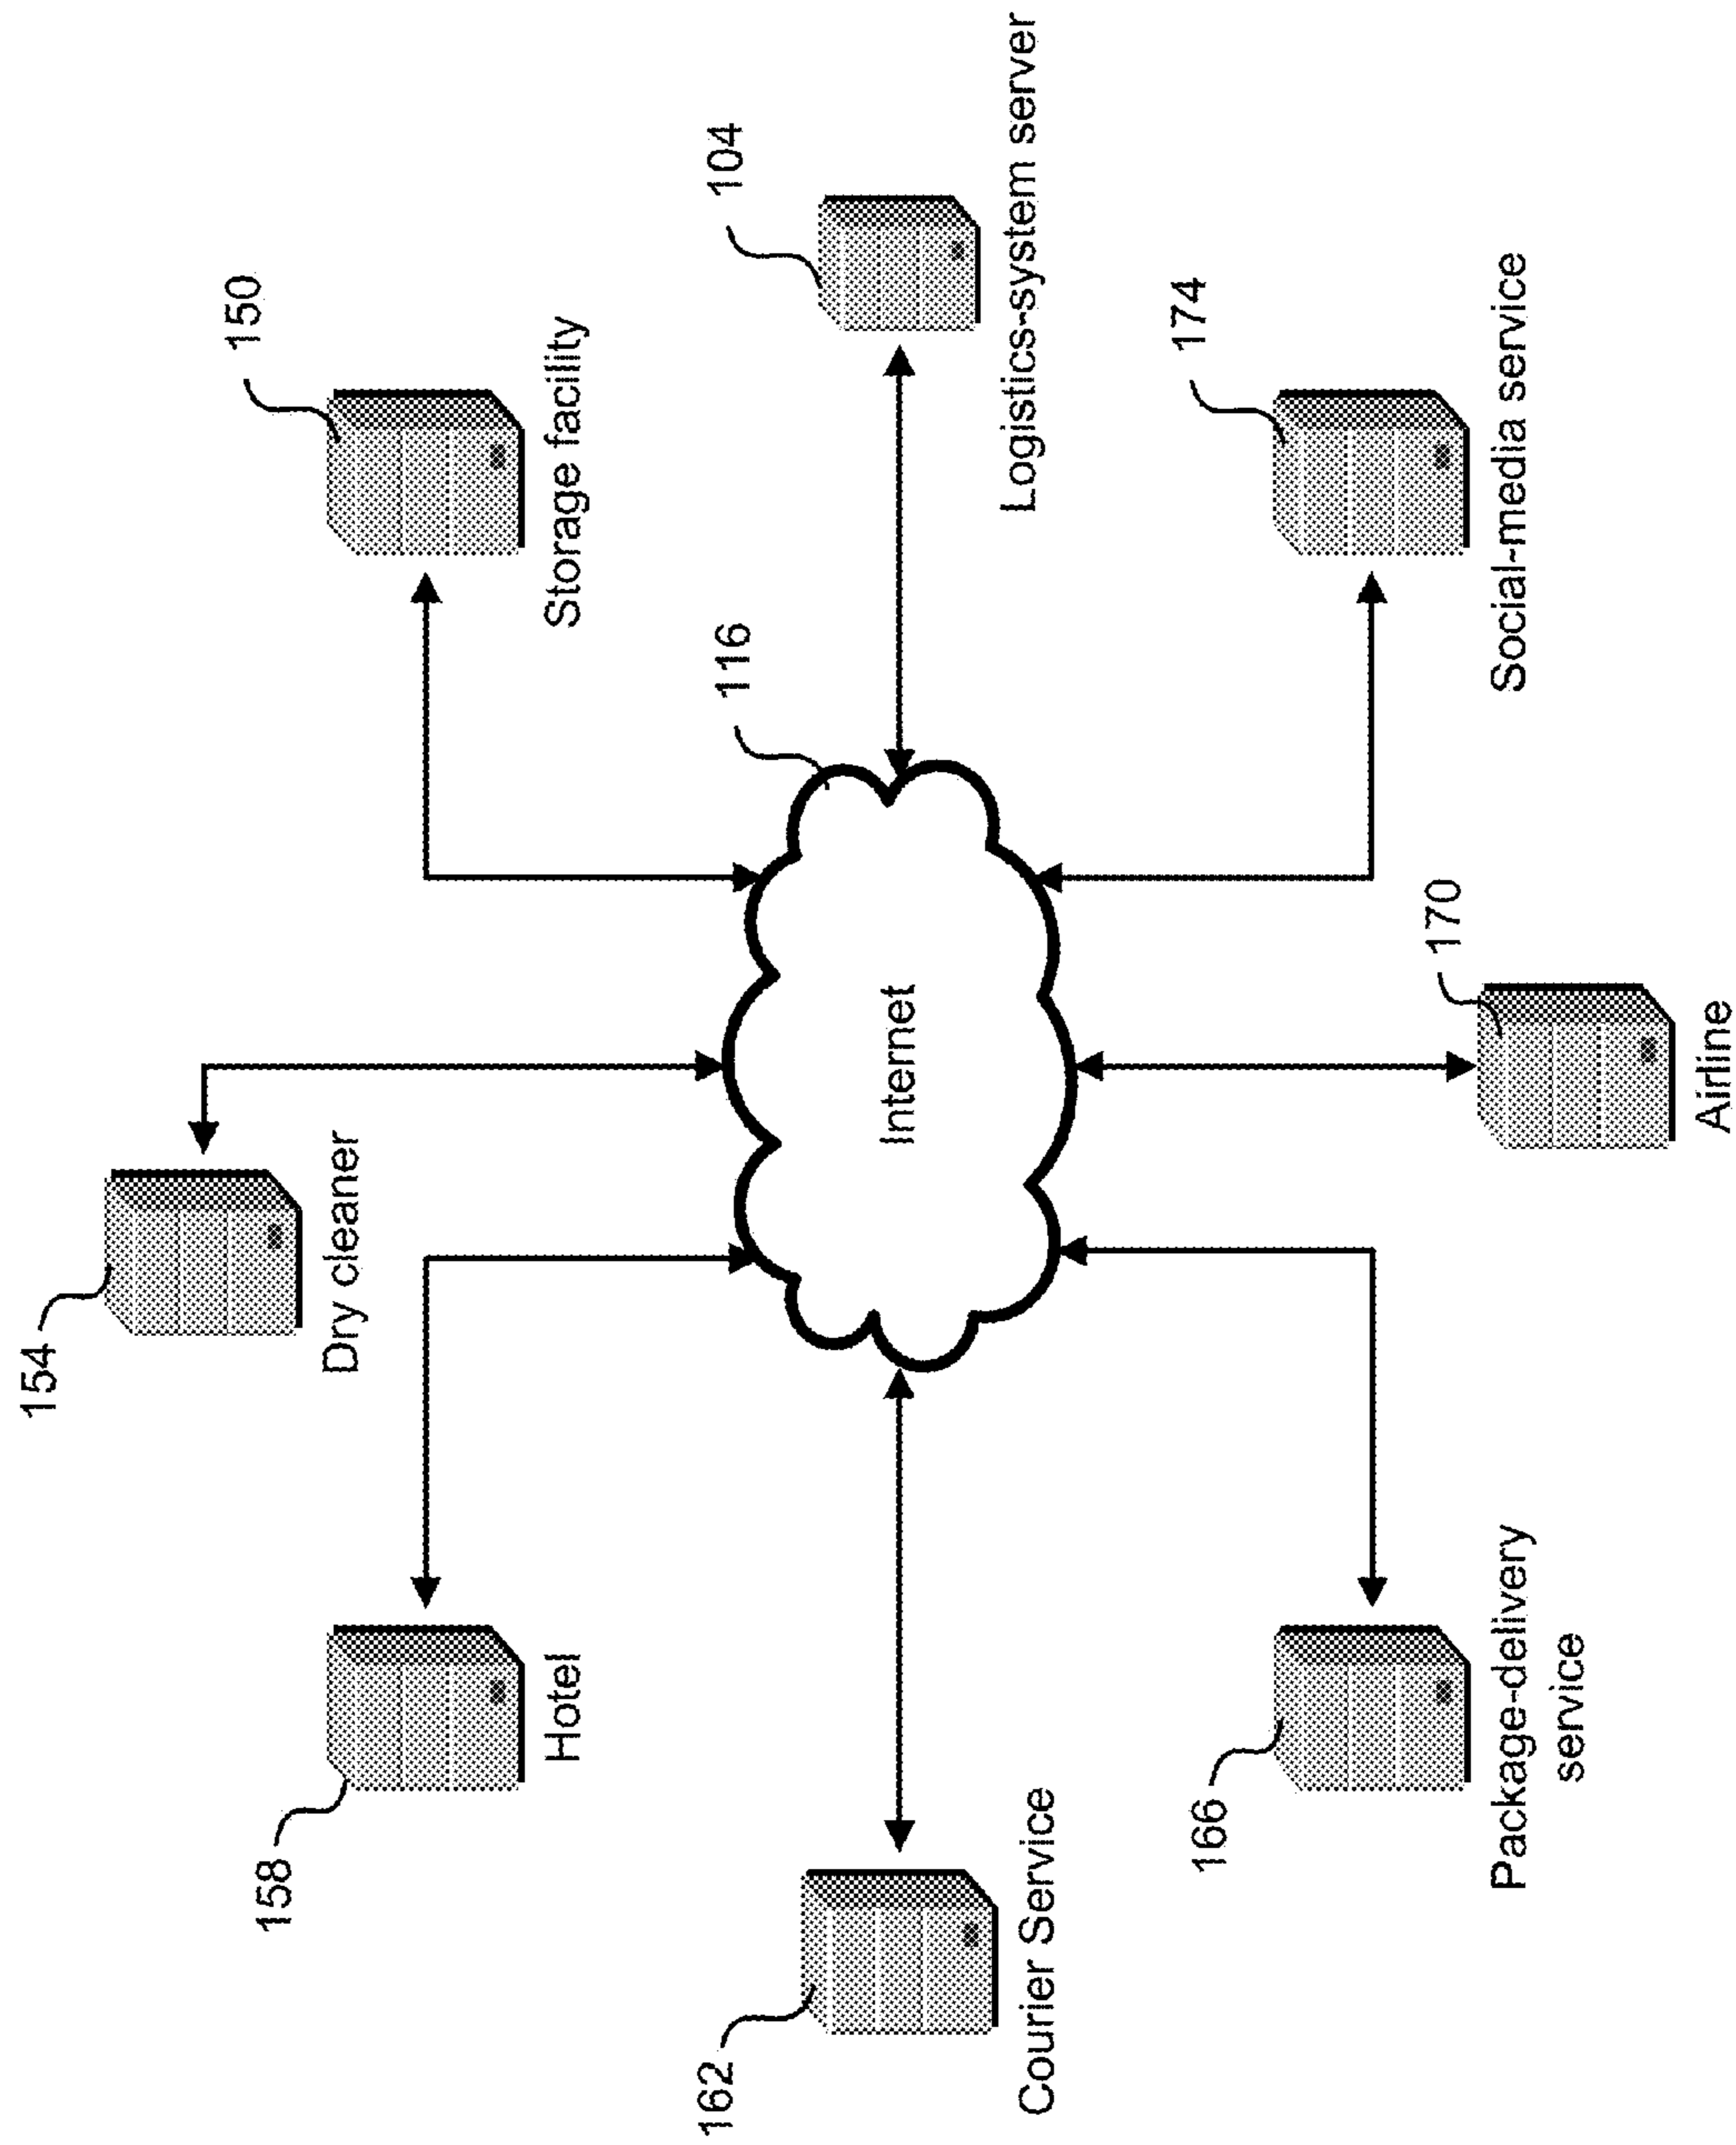 154
158
150
Dry cleaner
Hotel
Storage facility
162
116
104
Internet
Courier Service
Logistics-system server
166
174
170
Package-delivery
service
Social-media service
Airline